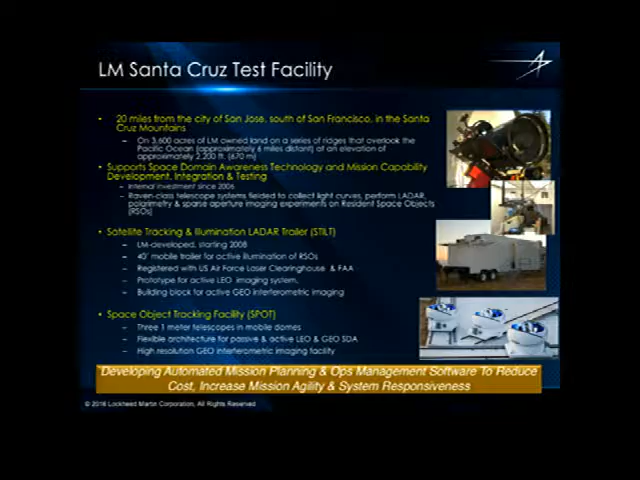 LM Santa Cruz Test Facility
• 20 miles from the city of San Jose, south of San Francisco, in the Santa
Cruz Mountains
– On 3,600 acres of LM owned land on a series of ridges that overlook the
Pacific Ocean (approximately 6 miles distant) at an elevation of
approximately 2,200 ft. (670 m)
• Supports Space Domain Awareness Technology and Mission Capability
Development, Integration & Testing
– Internal investment since 2006
– Raven-class telescope systems fielded to collect light curves, perform LADAR,
polarimetry & sparse aperture imaging experiments on Resident Space Objects
(RSOs)
• Satellite Tracking & Illumination LADAR Trailer (STILT)
– LM-developed, starting 2008
– 40' mobile trailer for active illumination of RSOs
– Registered with US Air Force Laser Clearinghouse & FAA
– Prototype for active LEO imaging system,
– Building block for active GEO interferometric imaging
• Space Object Tracking Facility (SPOT)
– Three 1 meter telescopes in mobile domes
– Flexible architecture for passive & active LEO & GEO SDA
– High resolution GEO interferometric imaging facility
Developing Automated Mission Planning & Ops Management Software To Reduce
Cost, Increase Mission Agility & System Responsiveness
© 2016 Lockheed Martin Corporation, All Rights Reserved